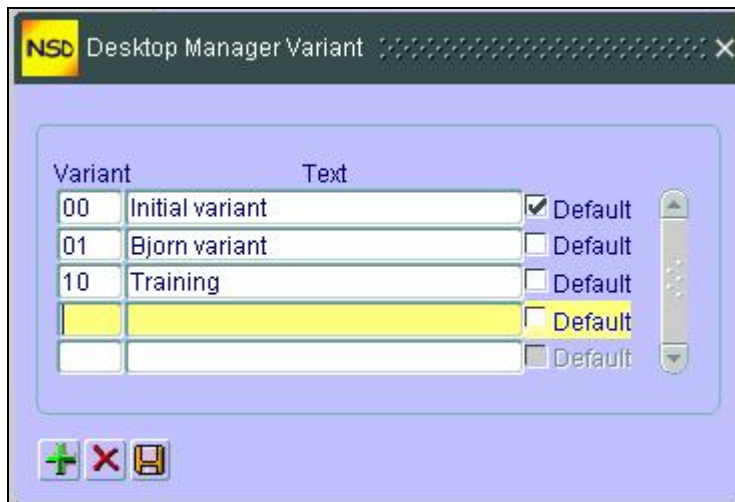 NSD Desktop Manager Variant
Variant Text
00 Initial variant Default
01 Bjorn variant Default
10 Training Default
Default
Default